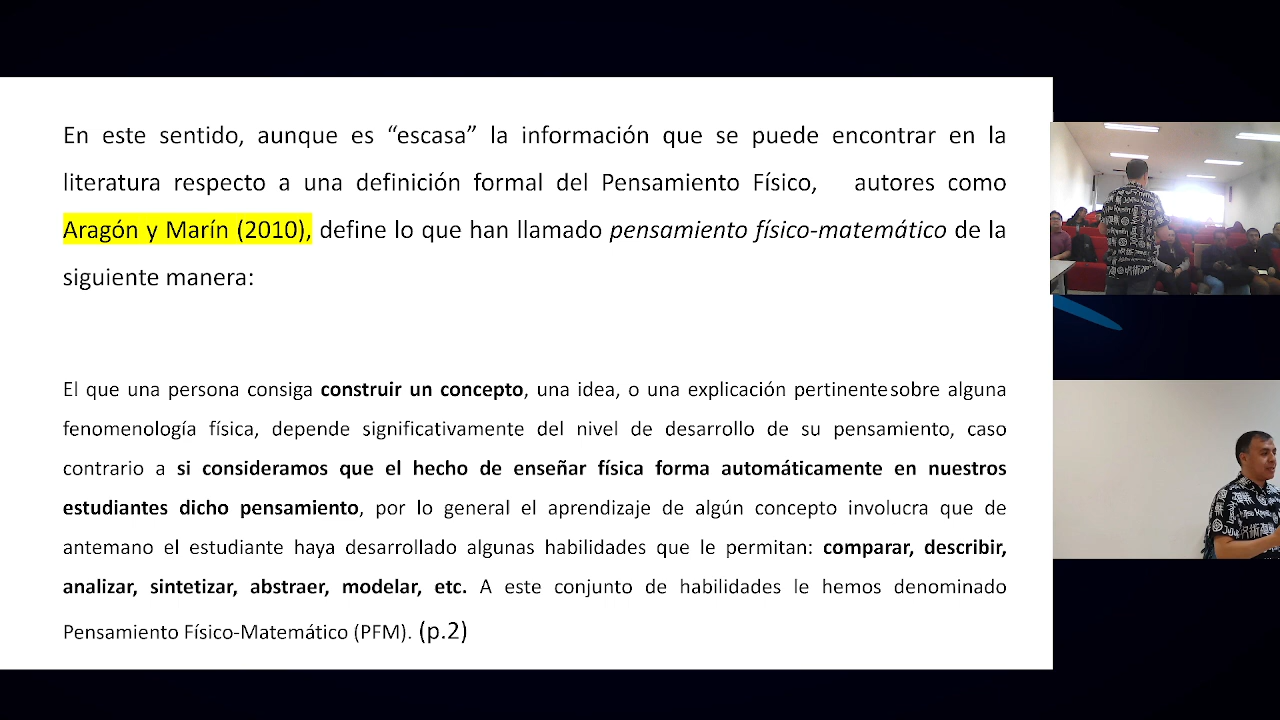 En este sentido, aunque es “escasa” la información que se puede encontrar en la
literatura respecto a una definición formal del Pensamiento Físico, autores como
Aragón y Marín (2010), define lo que han llamado pensamiento físico-matemático de la
siguiente manera:
El que una persona consiga construir un concepto, una idea, o una explicación pertinente sobre alguna
fenomenología física, depende significativamente del nivel de desarrollo de su pensamiento, caso
contrario a si consideramos que el hecho de enseñar física forma automáticamente en nuestros
estudiantes dicho pensamiento, por lo general el aprendizaje de algún concepto involucra que de
antemano el estudiante haya desarrollado algunas habilidades que le permitan: comparar, describir,
analizar, sintetizar, abstraer, modelar, etc. A este conjunto de habilidades le hemos denominado
Pensamiento Físico-Matemático (PFM). (p.2)